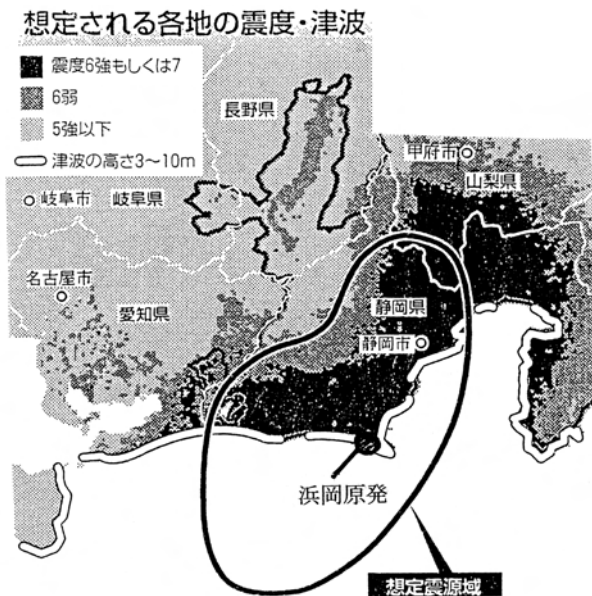 想定される各地の震度・津波
震度6強もしくは7
6弱
5強以下
津波の高さ3〜10m
長野県
甲府市
山梨県
岐阜市
岐阜県
名古屋市
愛知県
静岡県
静岡市
浜岡原発
想定震源域